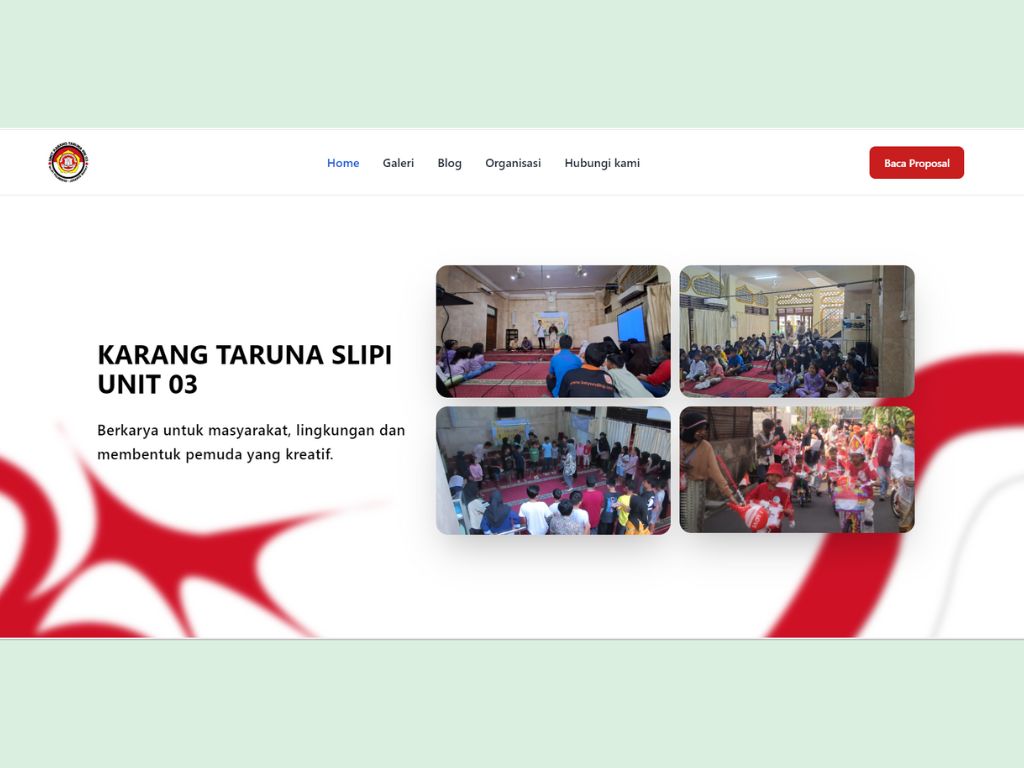 Home
Galeri
Blog
Organisasi
Hubungi kami
Baca Proposal
KARANG TARUNA SLIPI
UNIT 03
Berkarya untuk masyarakat, lingkungan dan
membentuk pemuda yang kreatif.